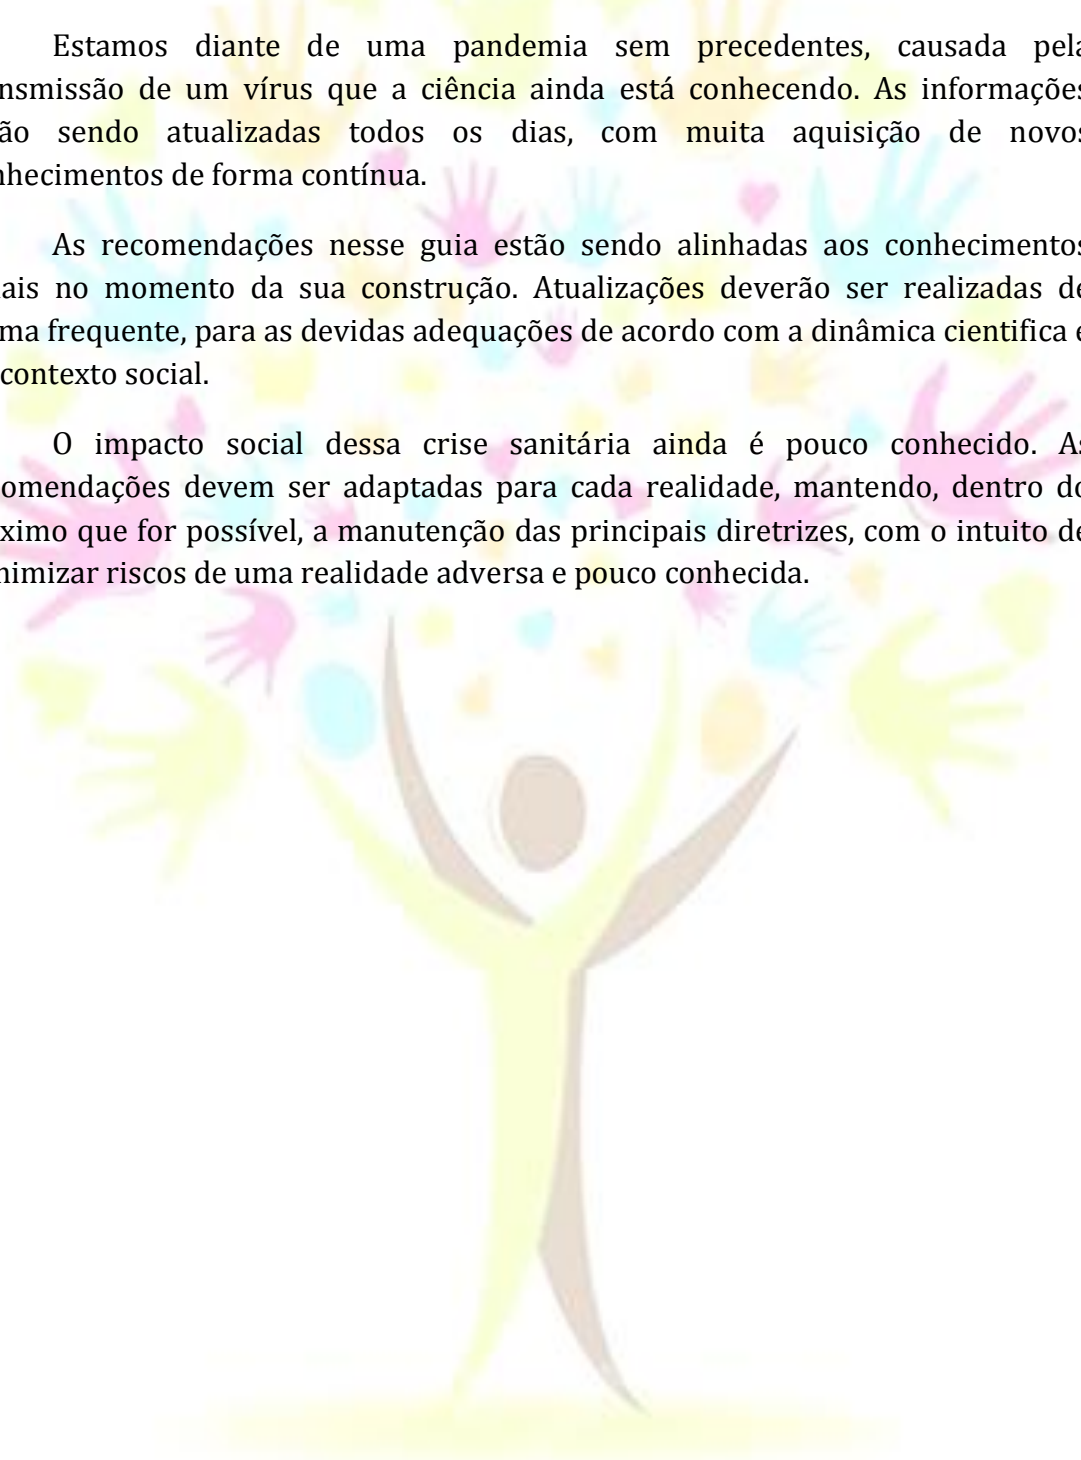 Estamos diante de uma pandemia sem precedentes, causada pela
nsmissão de um vírus que a ciência ainda está conhecendo. As informações
ão sendo atualizadas todos os dias, com muita aquisição de novos
nhecimentos de forma contínua.
As recomendações nesse guia estão sendo alinhadas aos conhecimentos
ais no momento da sua construção. Atualizações deverão ser realizadas de
ma frequente, para as devidas adequações de acordo com a dinâmica cientifica e
contexto social.
O impacto social dessa crise sanitária ainda é pouco conhecido. As
omendações devem ser adaptadas para cada realidade, mantendo, dentro do
ximo que for possível, a manutenção das principais diretrizes, com o intuito de
nimizar riscos de uma realidade adversa e pouco conhecida.